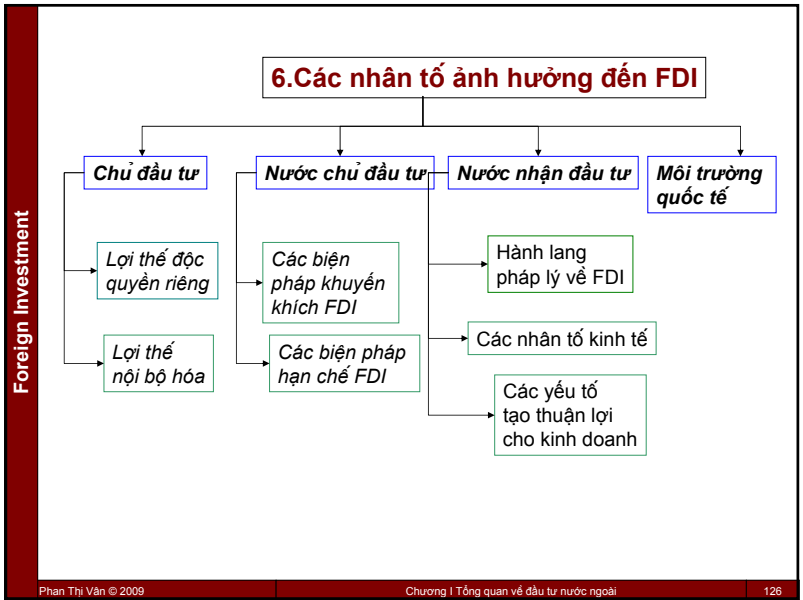 6.Các nhân tố ảnh hưởng đến FDI
Chủ đầu tư
Nước chủ đầu tư
Nước nhận đầu tư
Môi trường
quốc tế
Lợi thế độc
quyền riêng
Lợi thế
nội bộ hóa
Các biện
pháp khuyến
khích FDI
Các biện pháp
hạn chế FDI
Hành lang
pháp lý về FDI
Các nhân tố kinh tế
Các yếu tố
tạo thuận lợi
cho kinh doanh
Foreign Investment
Phan Thị Vân © 2009
Chương I Tổng quan về đầu tư nước ngoài
126